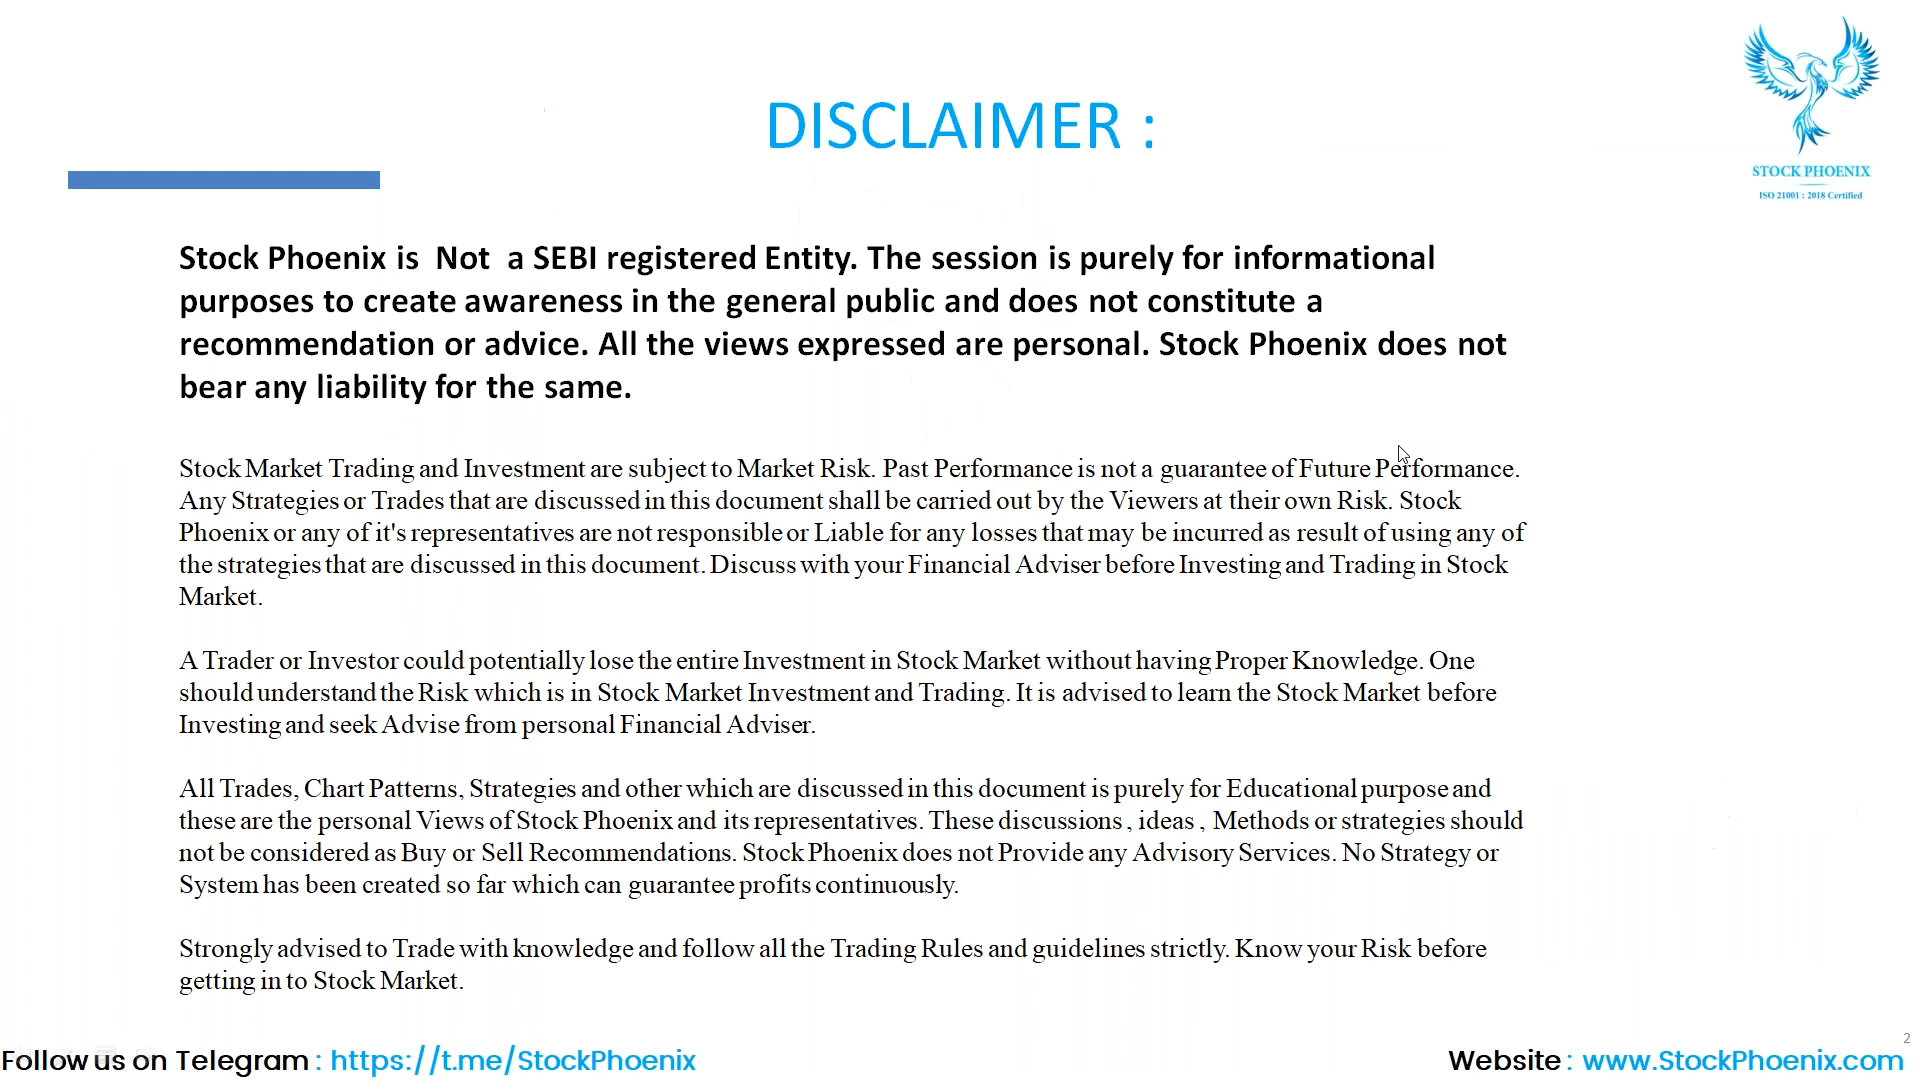 DISCLAIMER :
STOCK PHOENIX
ISO 21001 : 2018 Certified
Stock Phoenix is Not a SEBI registered Entity. The session is purely for informational
purposes to create awareness in the general public and does not constitute a
recommendation or advice. All the views expressed are personal. Stock Phoenix does not
bear any liability for the same.
Stock Market Trading and Investment are subject to Market Risk. Past Performance is not a guarantee of Future Performance.
Any Strategies or Trades that are discussed in this document shall be carried out by the Viewers at their own Risk. Stock
Phoenix or any of it's representatives are not responsible or Liable for any losses that may be incurred as result of using any of
the strategies that are discussed in this document. Discuss with your Financial Adviser before Investing and Trading in Stock
Market.
A Trader or Investor could potentially lose the entire Investment in Stock Market without having Proper Knowledge. One
should understand the Risk which is in Stock Market Investment and Trading. It is advised to learn the Stock Market before
Investing and seek Advise from personal Financial Adviser.
All Trades, Chart Patterns, Strategies and other which are discussed in this document is purely for Educational purpose and
these are the personal Views of Stock Phoenix and its representatives. These discussions , ideas , Methods or strategies should
not be considered as Buy or Sell Recommendations. Stock Phoenix does not Provide any Advisory Services. No Strategy or
System has been created so far which can guarantee profits continuously.
Strongly advised to Trade with knowledge and follow all the Trading Rules and guidelines strictly. Know your Risk before
getting in to Stock Market.
2
Follow us on Telegram : https://t.me/StockPhoenix
Website : www.StockPhoenix.com